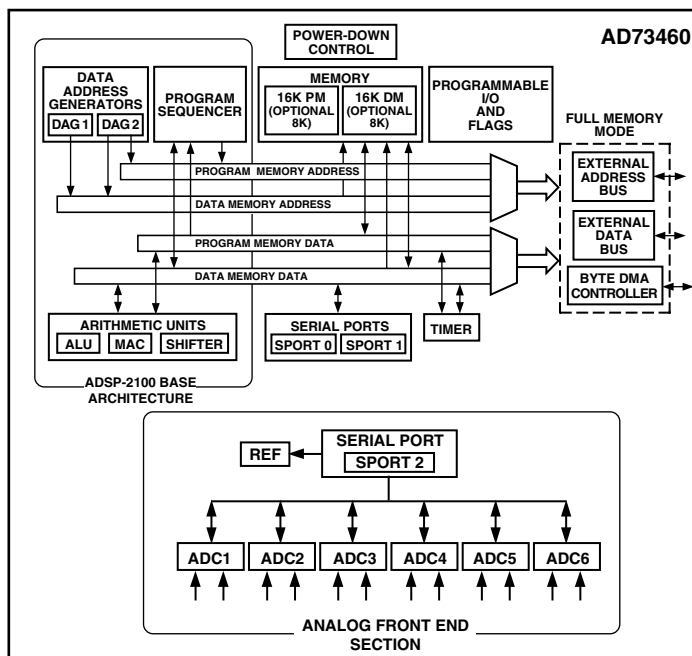 AD73460
POWER-DOWN
CONTROL
DATA
ADDRESS
GENERATORS
DAG 1
DAG 2
PROGRAM
SEQUENCER
MEMORY
16K PM
(OPTIONAL
8K)
16K DM
(OPTIONAL
8K)
PROGRAMMABLE
I/O
AND
FLAGS
FULL MEMORY
MODE
EXTERNAL
ADDRESS
BUS
EXTERNAL
DATA
BUS
BYTE DMA
CONTROLLER
PROGRAM MEMORY ADDRESS
DATA MEMORY ADDRESS
PROGRAM MEMORY DATA
DATA MEMORY DATA
ARITHMETIC UNITS
ALU
MAC
SHIFTER
SERIAL PORTS
SPORT 0
SPORT 1
TIMER
ADSP-2100 BASE
ARCHITECTURE
REF
SERIAL PORT
SPORT 2
ADC1
ADC2
ADC3
ADC4
ADC5
ADC6
ANALOG FRONT END
SECTION